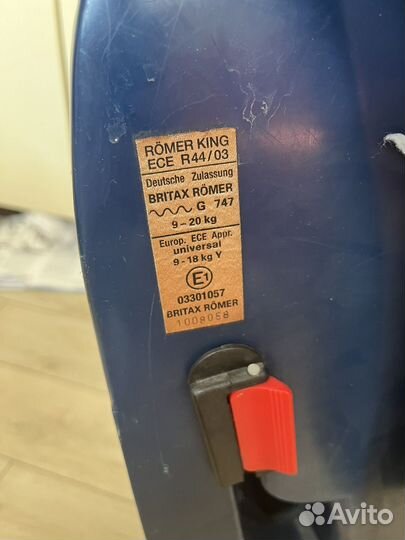 RÖMER KING
ECE R44/03
Deutsche Zulassung
BRITAX RÖMER
G 747
9–20 kg
Europ. ECE Appr.
universal
9-18 kg Y
E1
03301057
BRITAX RÖMER
1008058
Avito